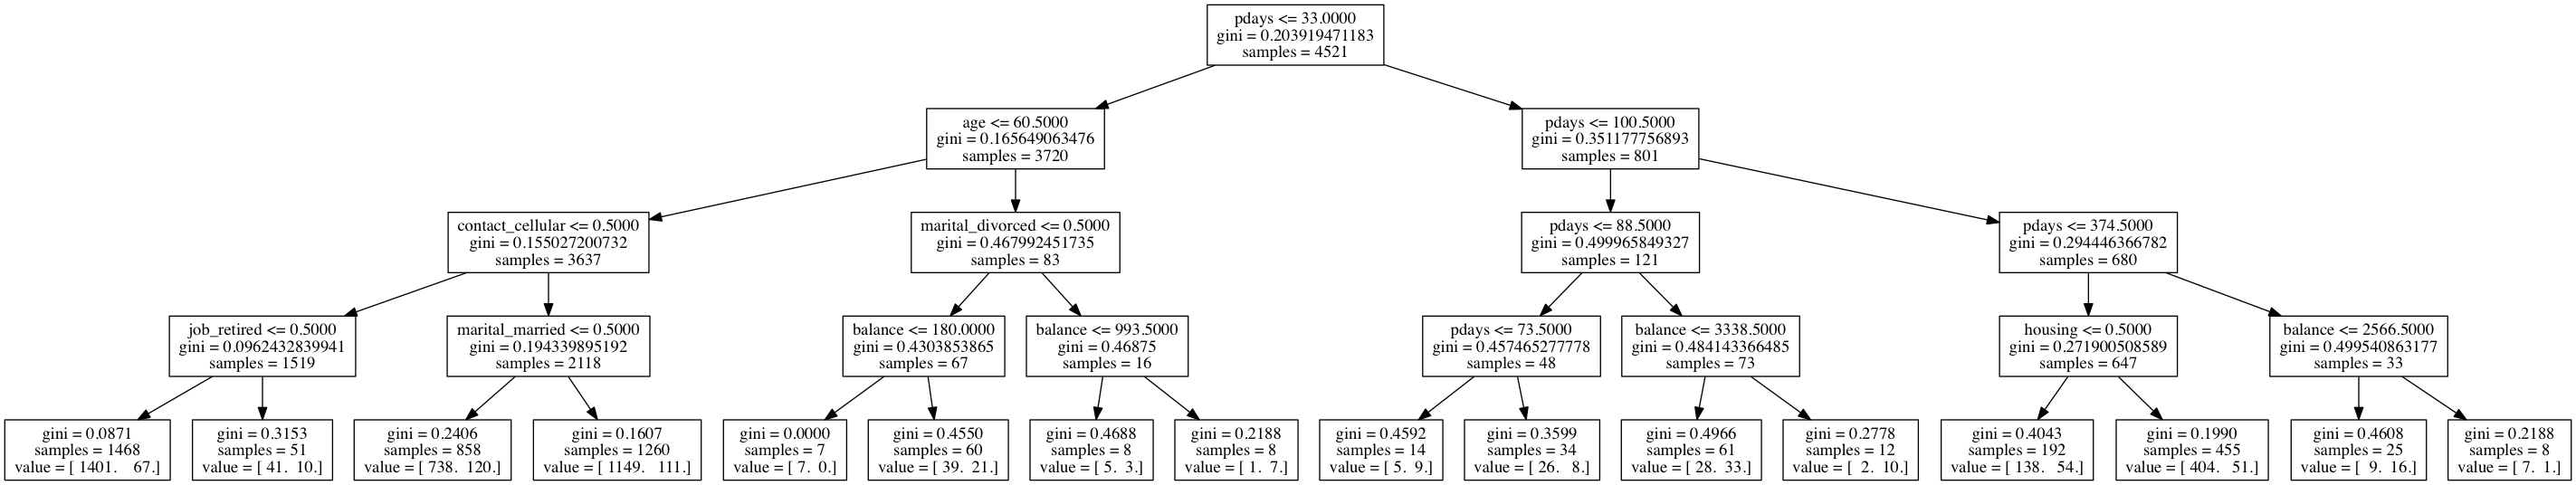 pdays <= 33.0000
gini = 0.203919471183
samples = 4521
age <= 60.5000
gini = 0.165649063476
samples = 3720
pdays <= 100.5000
gini = 0.351177756893
samples = 801
contact_cellular <= 0.5000
gini = 0.155027200732
samples = 3637
marital_divorced <= 0.5000
gini = 0.467992451735
samples = 83
pdays <= 88.5000
gini = 0.499965849327
samples = 121
pdays <= 374.5000
gini = 0.294446366782
samples = 680
job_retired <= 0.5000
gini = 0.0962432839941
samples = 1519
marital_married <= 0.5000
gini = 0.194339895192
samples = 2118
balance <= 180.0000
gini = 0.4303853865
samples = 67
balance <= 993.5000
gini = 0.46875
samples = 16
pdays <= 73.5000
gini = 0.457465277778
samples = 48
balance <= 3338.5000
gini = 0.484143366485
samples = 73
housing <= 0.5000
gini = 0.271900508589
samples = 647
balance <= 2566.5000
gini = 0.499540863177
samples = 33
gini = 0.0871
samples = 1468
value = [ 1401.   67.]
gini = 0.3153
samples = 51
value = [ 41.  10.]
gini = 0.2406
samples = 858
value = [ 738.  120.]
gini = 0.1607
samples = 1260
value = [ 1149.   111.]
gini = 0.0000
samples = 7
value = [ 7.  0.]
gini = 0.4550
samples = 60
value = [ 39.  21.]
gini = 0.4688
samples = 8
value = [ 5.  3.]
gini = 0.2188
samples = 8
value = [ 1.  7.]
gini = 0.4592
samples = 14
value = [ 5.  9.]
gini = 0.3599
samples = 34
value = [ 26.   8.]
gini = 0.4966
samples = 61
value = [ 28.  33.]
gini = 0.2778
samples = 12
value = [  2.  10.]
gini = 0.4043
samples = 192
value = [ 138.   54.]
gini = 0.1990
samples = 455
value = [ 404.   51.]
gini = 0.4608
samples = 25
value = [  9.  16.]
gini = 0.2188
samples = 8
value = [ 7.  1.]